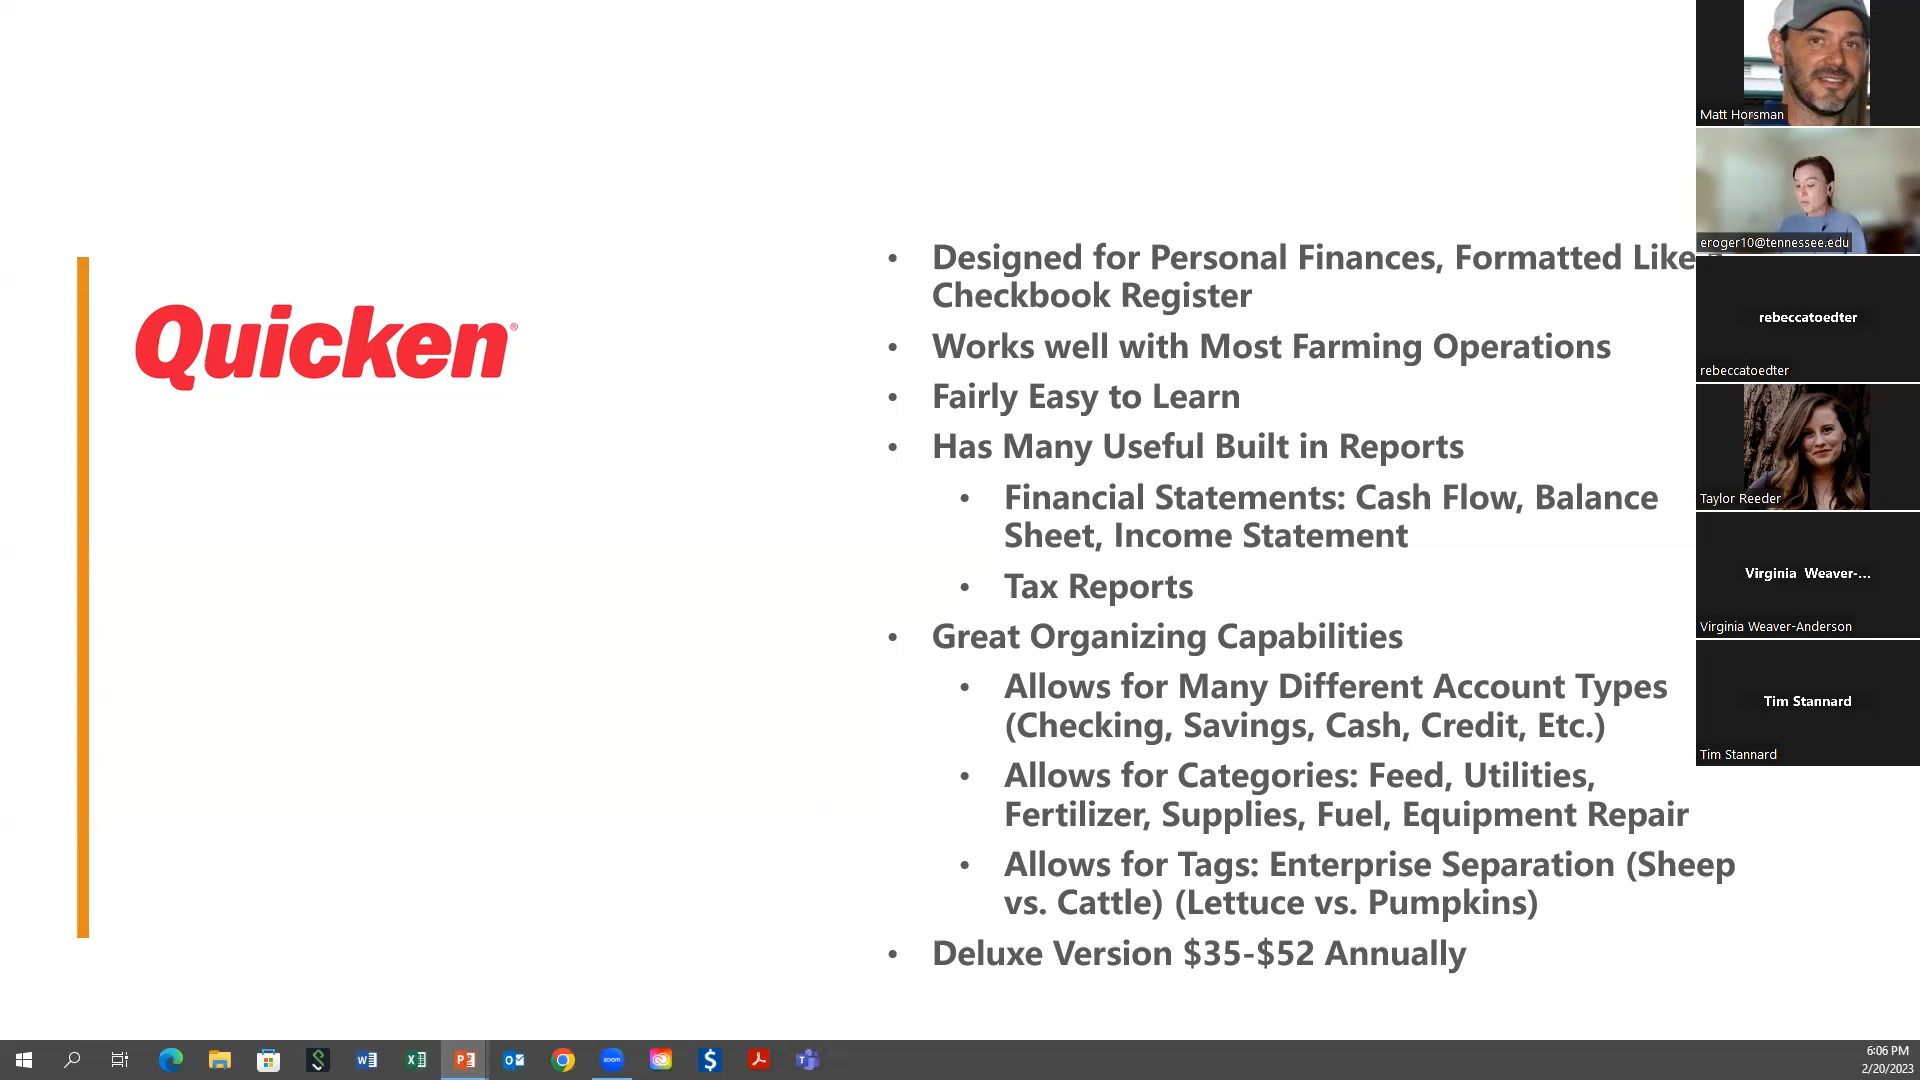 Quicken
• Designed for Personal Finances, Formatted Like
Checkbook Register
• Works well with Most Farming Operations
• Fairly Easy to Learn
• Has Many Useful Built in Reports
• Financial Statements: Cash Flow, Balance
Sheet, Income Statement
• Tax Reports
• Great Organizing Capabilities
• Allows for Many Different Account Types
(Checking, Savings, Cash, Credit, Etc.)
• Allows for Categories: Feed, Utilities,
Fertilizer, Supplies, Fuel, Equipment Repair
• Allows for Tags: Enterprise Separation (Sheep
vs. Cattle) (Lettuce vs. Pumpkins)
• Deluxe Version $35-$52 Annually
Matt Horsman
eroger10@tennessee.edu
rebeccatoedter
rebeccatoedter
Taylor Reeder
Virginia Weaver-...
Virginia Weaver-Anderson
Tim Stannard
Tim Stannard
zoom
6:06 PM
2/20/2023